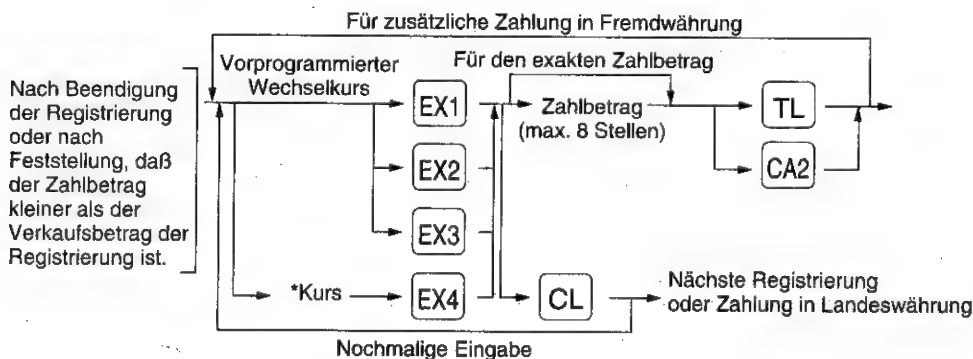 Für zusätzliche Zahlung in Fremdwährung
Nach Beendigung
der Registrierung
oder nach
Feststellung, daß
der Zahlbetrag
kleiner als der
Verkaufsbetrag der
Registrierung ist.
Vorprogrammierter
Wechselkurs
Für den exakten Zahlbetrag
EX1
EX2
EX3
*Kurs
EX4
Zahlbetrag
(max. 8 Stellen)
TL
CA2
CL
Nächste Registrierung
oder Zahlung in Landeswährung
Nochmalige Eingabe